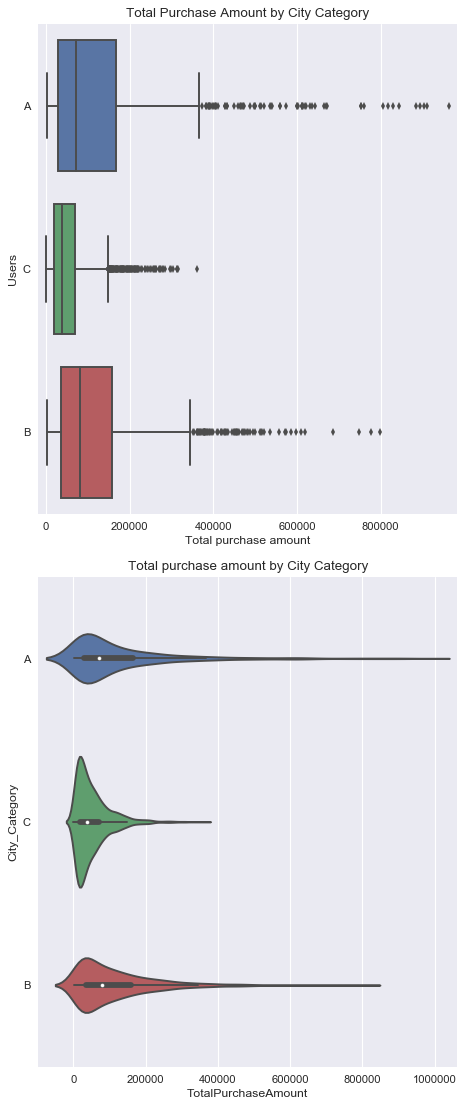 Total Purchase Amount by City Category
A
C
B
Users
0 200000 400000 600000 800000
Total purchase amount
Total purchase amount by City Category
A
C
B
City_Category
0 200000 400000 600000 800000 1000000
TotalPurchaseAmount